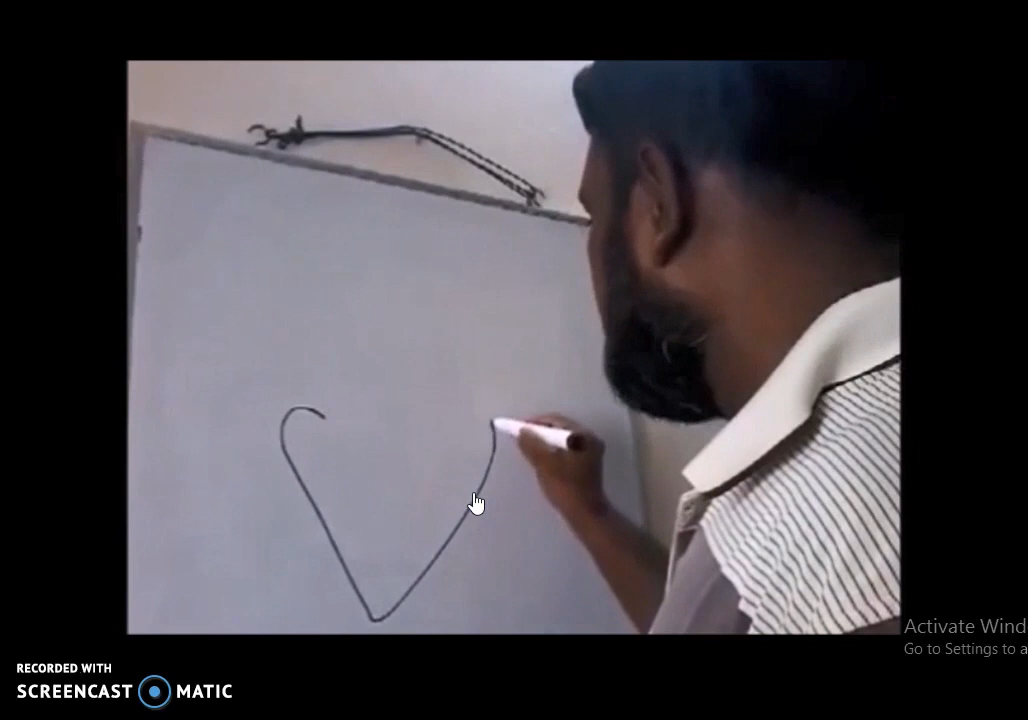 Activate Wind
Go to Settings to a
RECORDED WITH
SCREENCAST MATIC